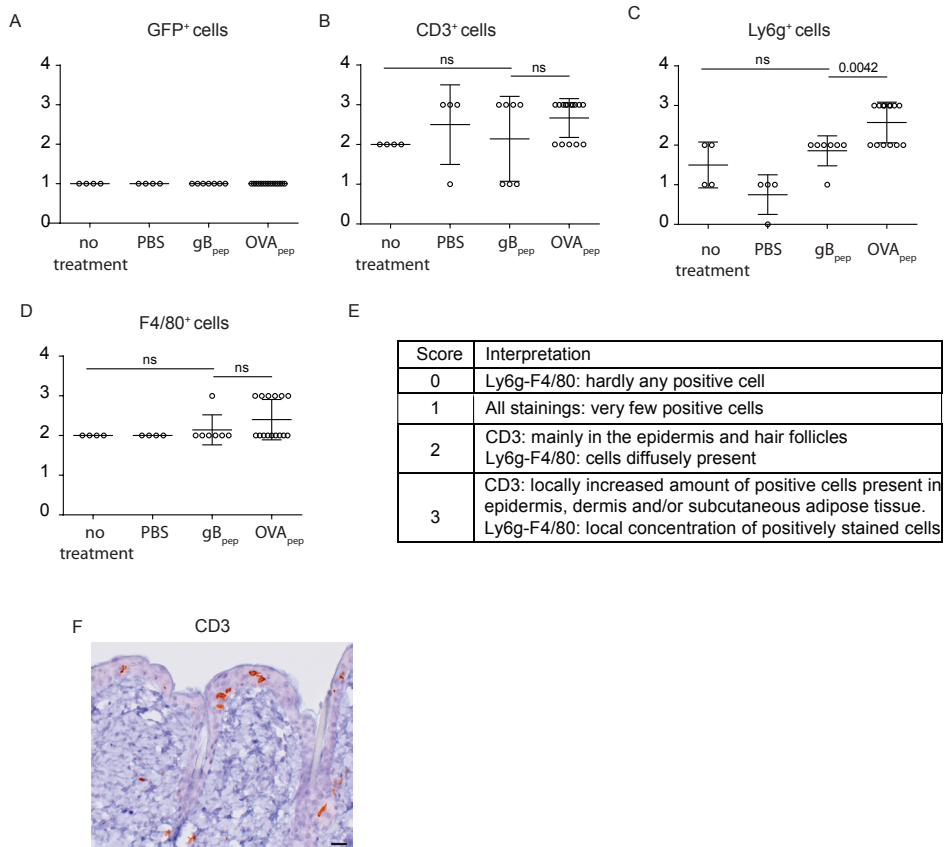 A
GFP⁺ cells
4
3
2
1
0
no treatment
PBS
gB_pep
OVA_pep
B
CD3⁺ cells
ns
ns
4
3
2
1
0
no treatment
PBS
gB_pep
OVA_pep
C
Ly6g⁺ cells
ns
0.0042
4
3
2
1
0
no treatment
PBS
gB_pep
OVA_pep
D
F4/80⁺ cells
ns
ns
4
3
2
1
0
no treatment
PBS
gB_pep
OVA_pep
E
Score Interpretation
0 Ly6g-F4/80: hardly any positive cell
1 All stainings: very few positive cells
2 CD3: mainly in the epidermis and hair follicles
Ly6g-F4/80: cells diffusely present
3 CD3: locally increased amount of positive cells present in
epidermis, dermis and/or subcutaneous adipose tissue.
Ly6g-F4/80: local concentration of positively stained cells
F
CD3